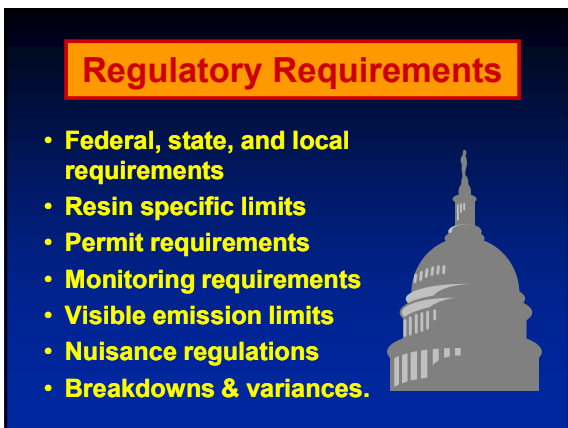 Regulatory Requirements
• Federal, state, and local
requirements
• Resin specific limits
• Permit requirements
• Monitoring requirements
• Visible emission limits
• Nuisance regulations
• Breakdowns & variances.